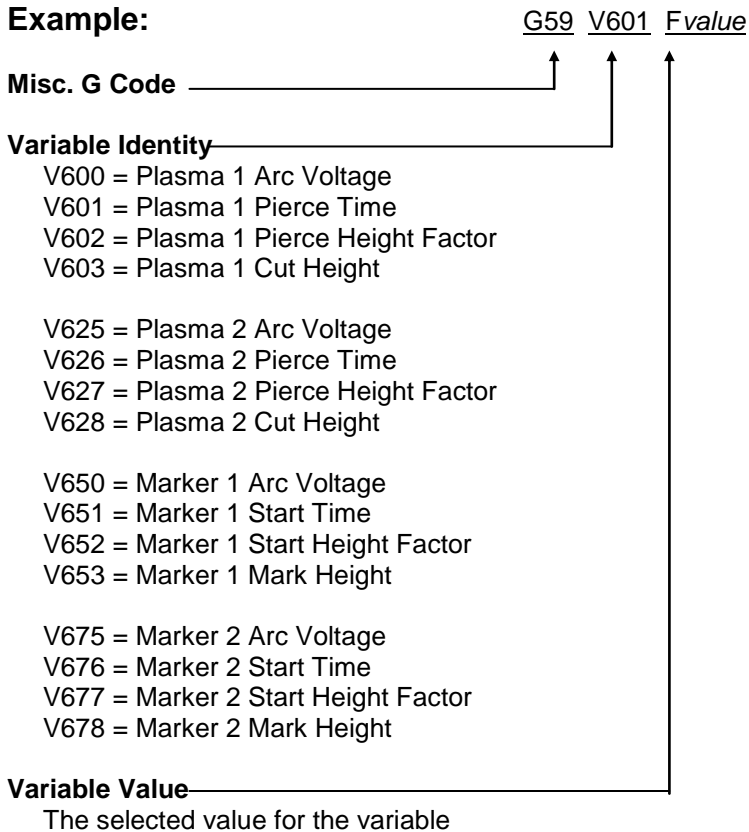 Example: G59 V601 Fvalue
Misc. G Code
Variable Identity
V600 = Plasma 1 Arc Voltage
V601 = Plasma 1 Pierce Time
V602 = Plasma 1 Pierce Height Factor
V603 = Plasma 1 Cut Height
V625 = Plasma 2 Arc Voltage
V626 = Plasma 2 Pierce Time
V627 = Plasma 2 Pierce Height Factor
V628 = Plasma 2 Cut Height
V650 = Marker 1 Arc Voltage
V651 = Marker 1 Start Time
V652 = Marker 1 Start Height Factor
V653 = Marker 1 Mark Height
V675 = Marker 2 Arc Voltage
V676 = Marker 2 Start Time
V677 = Marker 2 Start Height Factor
V678 = Marker 2 Mark Height
Variable Value
The selected value for the variable